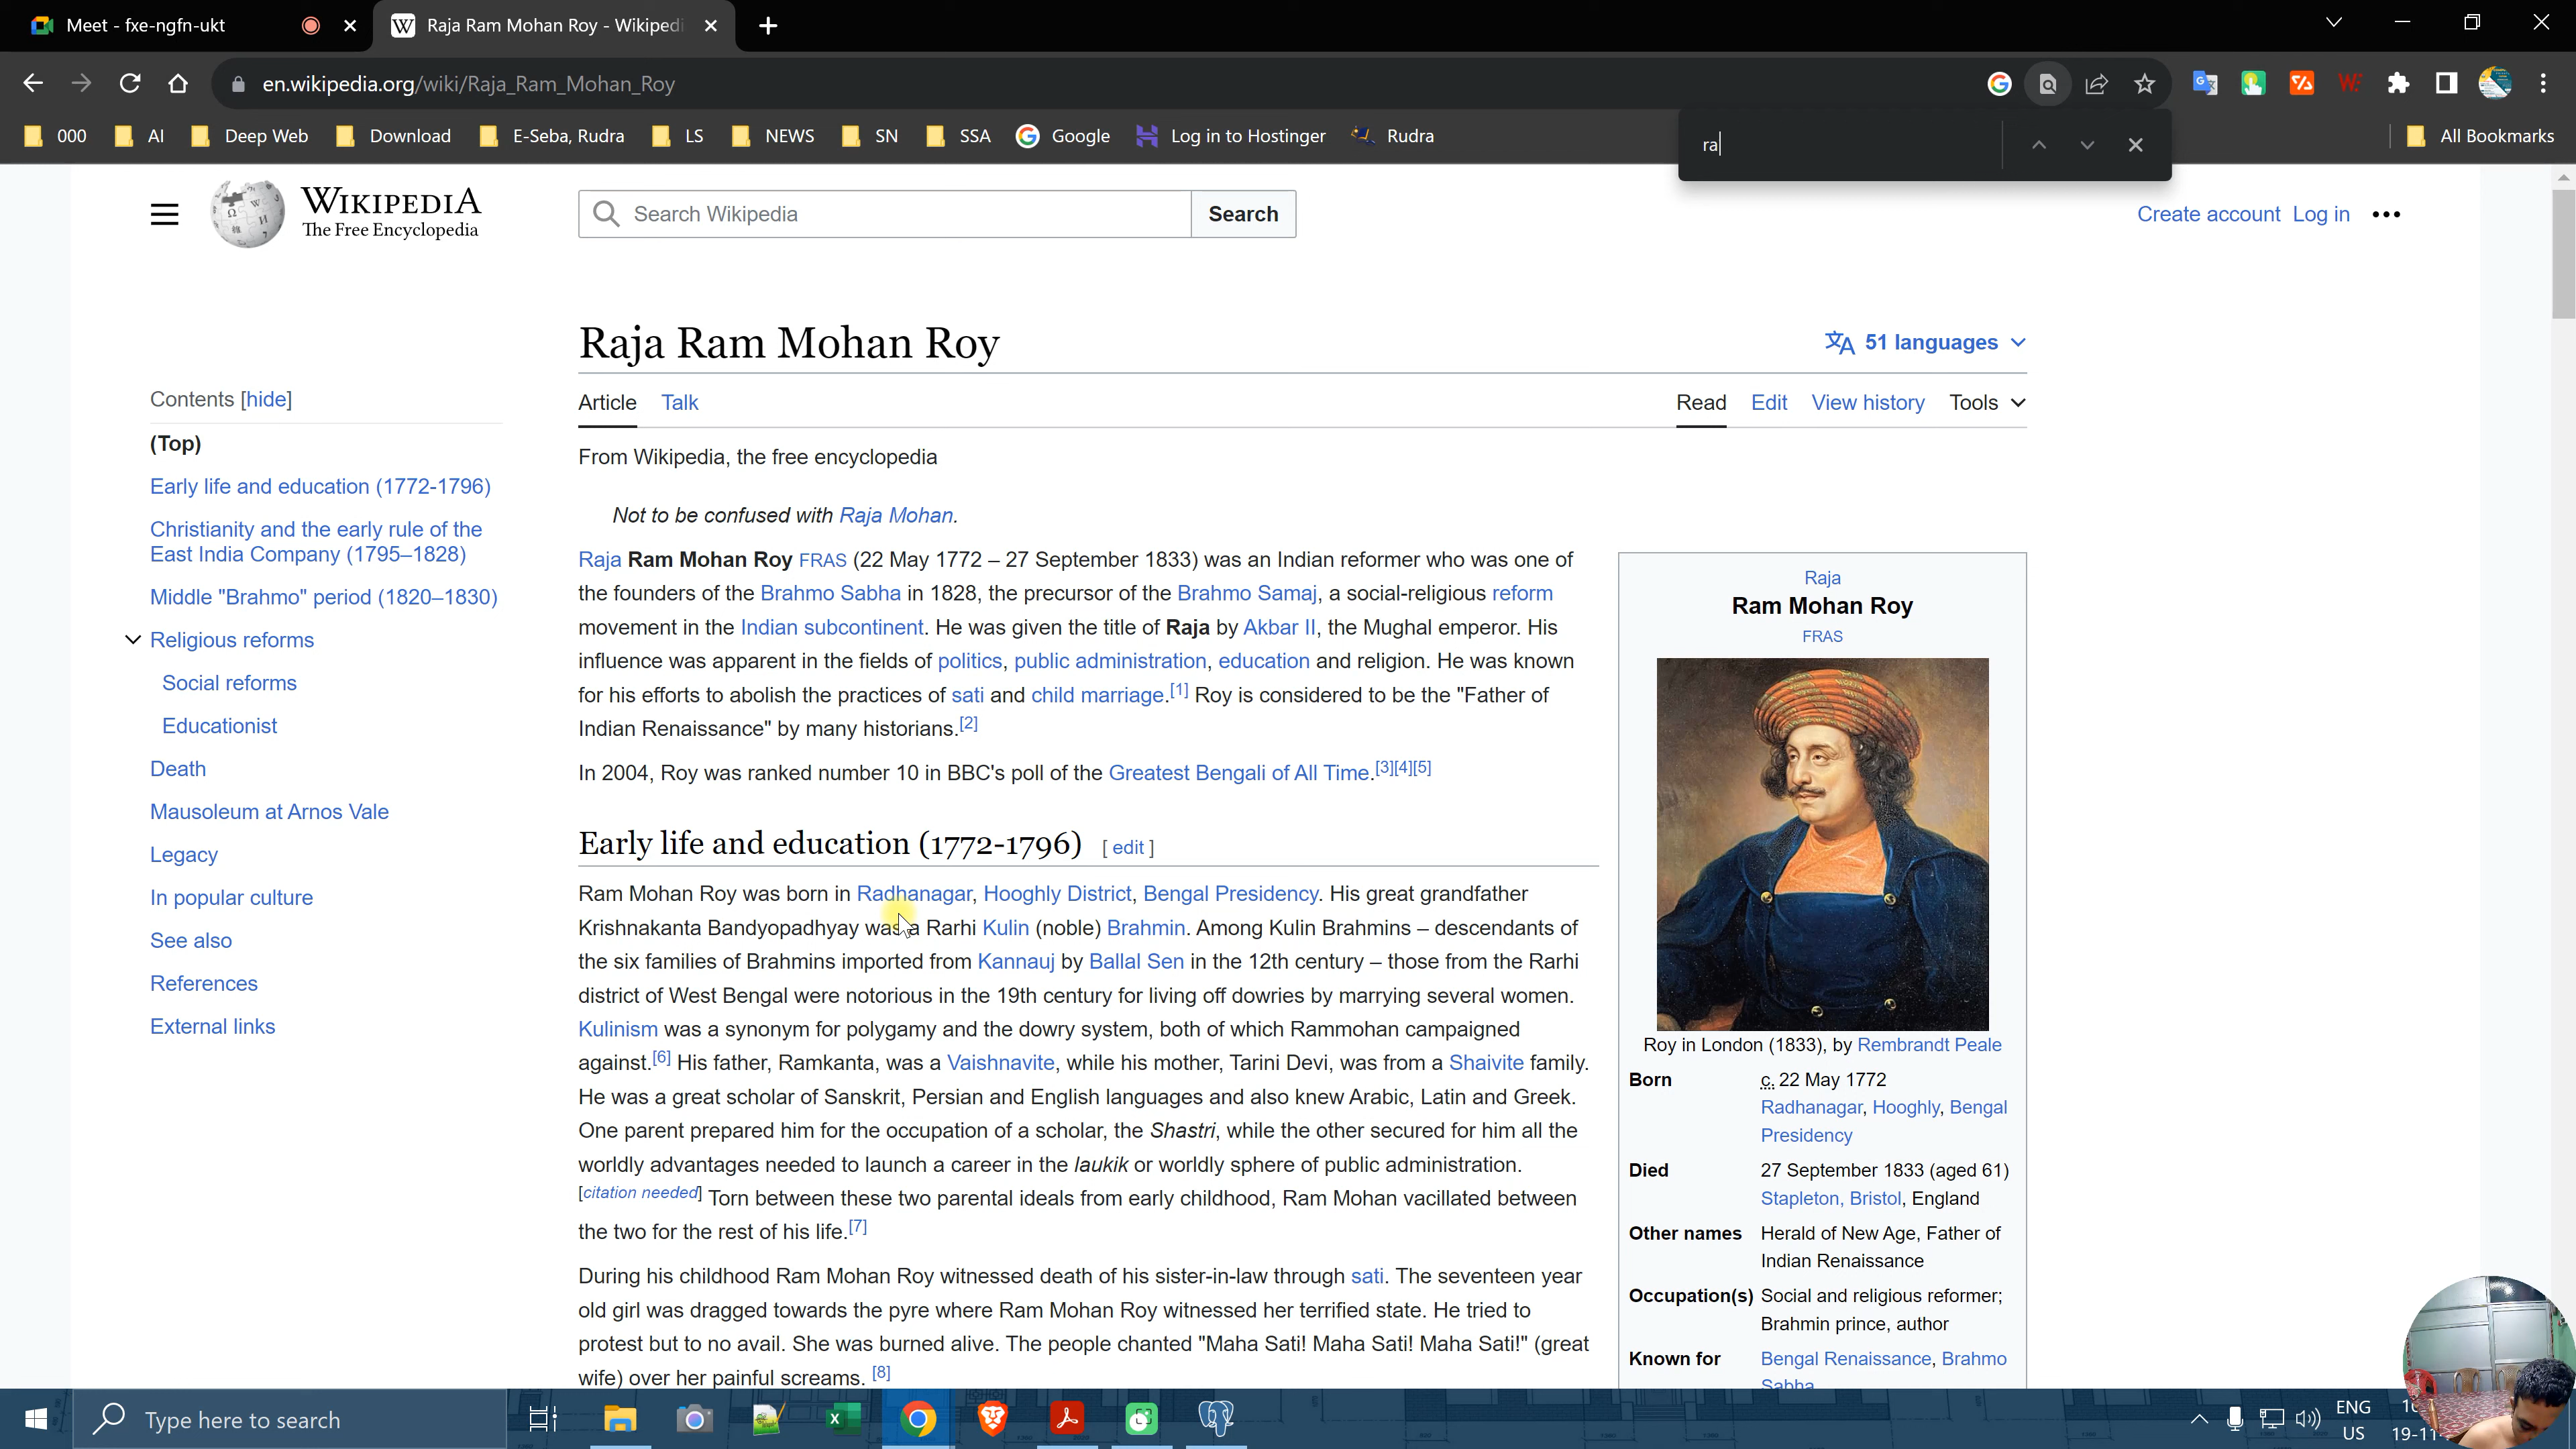 Meet - fxe-ngfn-ukt
Raja Ram Mohan Roy - Wikipedi
en.wikipedia.org/wiki/Raja_Ram_Mohan_Roy
000 AI Deep Web Download E-Seba, Rudra LS NEWS SN SSA Google Log in to Hostinger Rudra All Bookmarks
ra
WIKIPEDIA
The Free Encyclopedia
Search Wikipedia
Search
Create account Log in
Raja Ram Mohan Roy
51 languages
Article Talk
Read Edit View history Tools
Contents [hide]
(Top)
Early life and education (1772-1796)
Christianity and the early rule of the
East India Company (1795–1828)
Middle "Brahmo" period (1820–1830)
Religious reforms
Social reforms
Educationist
Death
Mausoleum at Arnos Vale
Legacy
In popular culture
See also
References
External links
From Wikipedia, the free encyclopedia
Not to be confused with Raja Mohan.
Raja Ram Mohan Roy FRAS (22 May 1772 – 27 September 1833) was an Indian reformer who was one of
the founders of the Brahmo Sabha in 1828, the precursor of the Brahmo Samaj, a social-religious reform
movement in the Indian subcontinent. He was given the title of Raja by Akbar II, the Mughal emperor. His
influence was apparent in the fields of politics, public administration, education and religion. He was known
for his efforts to abolish the practices of sati and child marriage.[1] Roy is considered to be the "Father of
Indian Renaissance" by many historians.[2]
In 2004, Roy was ranked number 10 in BBC's poll of the Greatest Bengali of All Time.[3][4][5]
Early life and education (1772-1796) [ edit ]
Ram Mohan Roy was born in Radhanagar, Hooghly District, Bengal Presidency. His great grandfather
Krishnakanta Bandyopadhyay was a Rarhi Kulin (noble) Brahmin. Among Kulin Brahmins – descendants of
the six families of Brahmins imported from Kannauj by Ballal Sen in the 12th century – those from the Rarhi
district of West Bengal were notorious in the 19th century for living off dowries by marrying several women.
Kulinism was a synonym for polygamy and the dowry system, both of which Rammohan campaigned
against.[6] His father, Ramkanta, was a Vaishnavite, while his mother, Tarini Devi, was from a Shaivite family.
He was a great scholar of Sanskrit, Persian and English languages and also knew Arabic, Latin and Greek.
One parent prepared him for the occupation of a scholar, the Shastri, while the other secured for him all the
worldly advantages needed to launch a career in the laukik or worldly sphere of public administration.
[citation needed] Torn between these two parental ideals from early childhood, Ram Mohan vacillated between
the two for the rest of his life.[7]
During his childhood Ram Mohan Roy witnessed death of his sister-in-law through sati. The seventeen year
old girl was dragged towards the pyre where Ram Mohan Roy witnessed her terrified state. He tried to
protest but to no avail. She was burned alive. The people chanted "Maha Sati! Maha Sati! Maha Sati!" (great
wife) over her painful screams. [8]
Raja
Ram Mohan Roy
FRAS
Roy in London (1833), by Rembrandt Peale
Born c. 22 May 1772
Radhanagar, Hooghly, Bengal
Presidency
Died 27 September 1833 (aged 61)
Stapleton, Bristol, England
Other names Herald of New Age, Father of
Indian Renaissance
Occupation(s) Social and religious reformer;
Brahmin prince, author
Known for Bengal Renaissance, Brahmo
Sabha
Type here to search
ENG
US
19-11